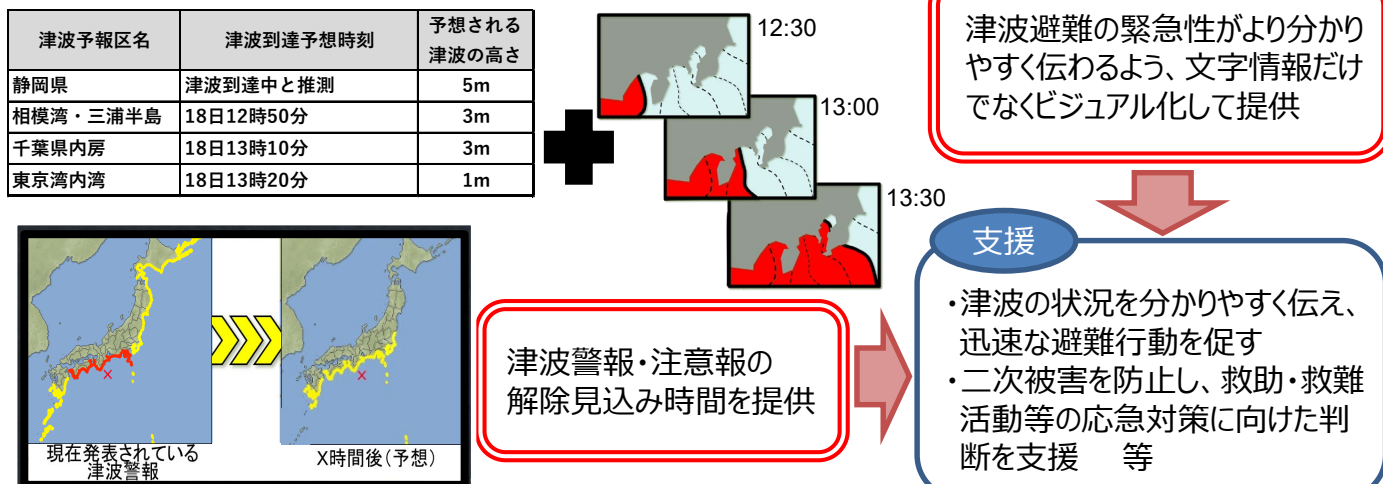 津波予報区名 津波到達予想時刻 予想される
津波の高さ
静岡県 津波到達中と推測 5m
相模湾・三浦半島 18日12時50分 3m
千葉県内房 18日13時10分 3m
東京湾内湾 18日13時20分 1m
12:30
13:00
13:30
津波避難の緊急性がより分かり
やすく伝わるよう、文字情報だけ
でなくビジュアル化して提供
現在発表されている
津波警報
X時間後(予想)
津波警報・注意報の
解除見込み時間を提供
支援
・津波の状況を分かりやすく伝え、
迅速な避難行動を促す
・二次被害を防止し、救助・救難
活動等の応急対策に向けた判
断を支援 等